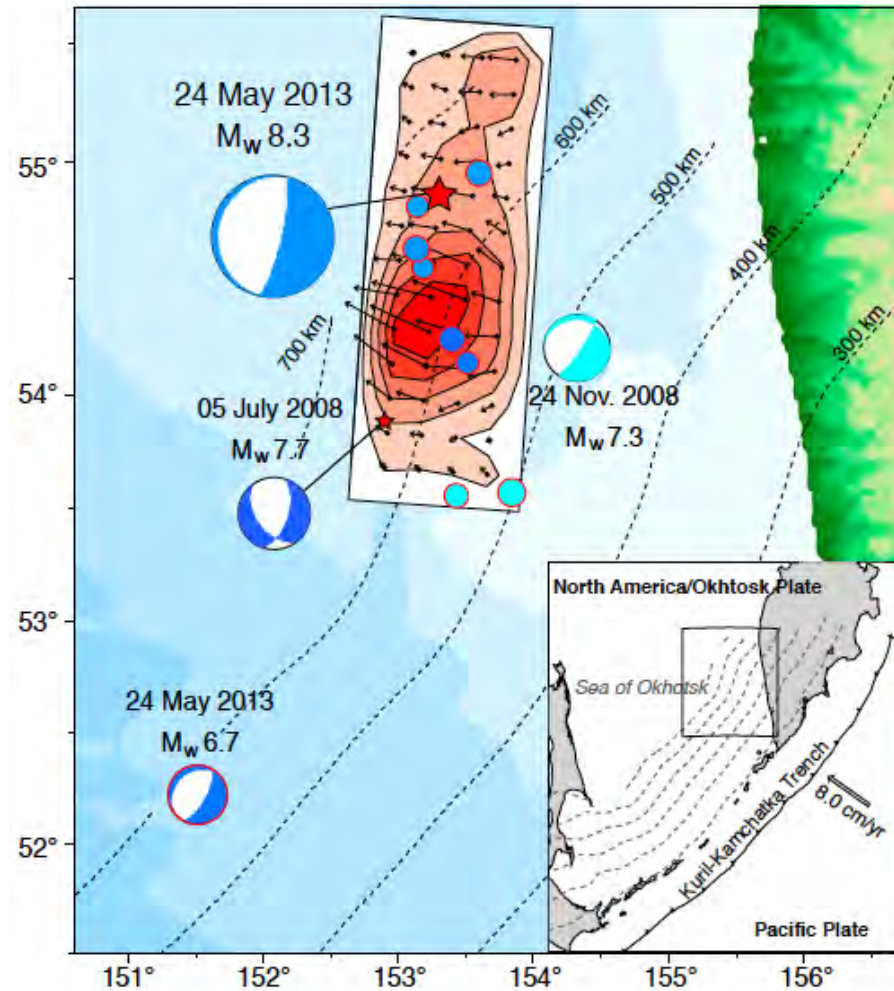 24 May 2013
Mw 8.3
55°
600 km
500 km
400 km
300 km
700 km
54°
05 July 2008
Mw 7.7
24 Nov. 2008
Mw 7.3
53°
24 May 2013
Mw 6.7
52°
North America/Okhtosk Plate
Sea of Okhotsk
Kuril-Kamchatka Trench
8.0 cm/yr
Pacific Plate
151° 152° 153° 154° 155° 156°